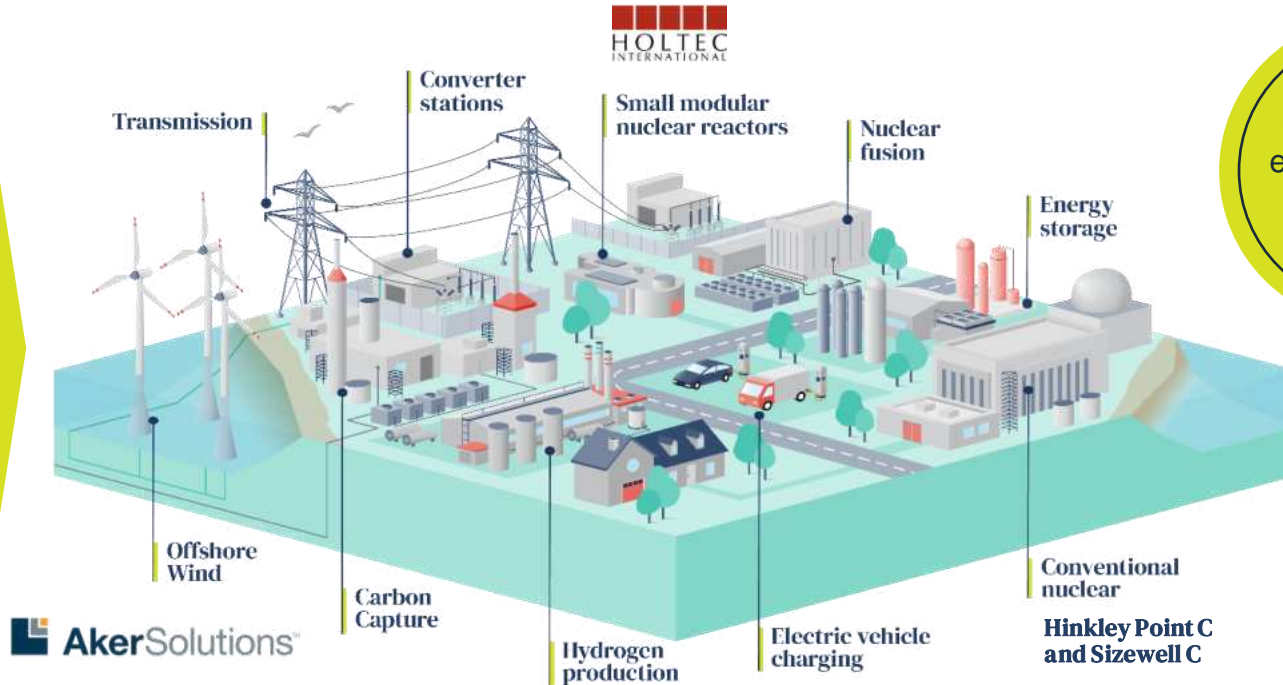 HOLTEC
INTERNATIONAL
Converter
stations
Transmission
Small modular
nuclear reactors
Nuclear
fusion
Energy
storage
Offshore
Wind
Carbon
Capture
Hydrogen
production
Electric vehicle
charging
Conventional
nuclear
Hinkley Point C
and Sizewell C
AkerSolutions™